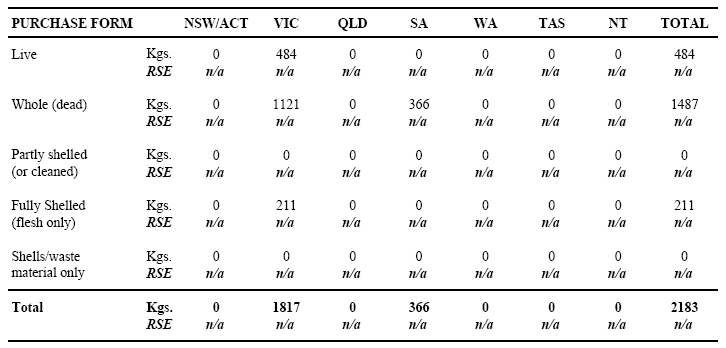 PURCHASE FORM NSW/ACT VIC QLD SA WA TAS NT TOTAL
Live Kgs. 0 484 0 0 0 0 0 484
RSE n/a n/a n/a n/a n/a n/a n/a n/a
Whole (dead) Kgs. 0 1121 0 366 0 0 0 1487
RSE n/a n/a n/a n/a n/a n/a n/a n/a
Partly shelled Kgs. 0 0 0 0 0 0 0 0
(or cleaned) RSE n/a n/a n/a n/a n/a n/a n/a n/a
Fully Shelled Kgs. 0 211 0 0 0 0 0 211
(flesh only) RSE n/a n/a n/a n/a n/a n/a n/a n/a
Shells/waste Kgs. 0 0 0 0 0 0 0 0
material only RSE n/a n/a n/a n/a n/a n/a n/a n/a
Total Kgs. 0 1817 0 366 0 0 0 2183
RSE n/a n/a n/a n/a n/a n/a n/a n/a